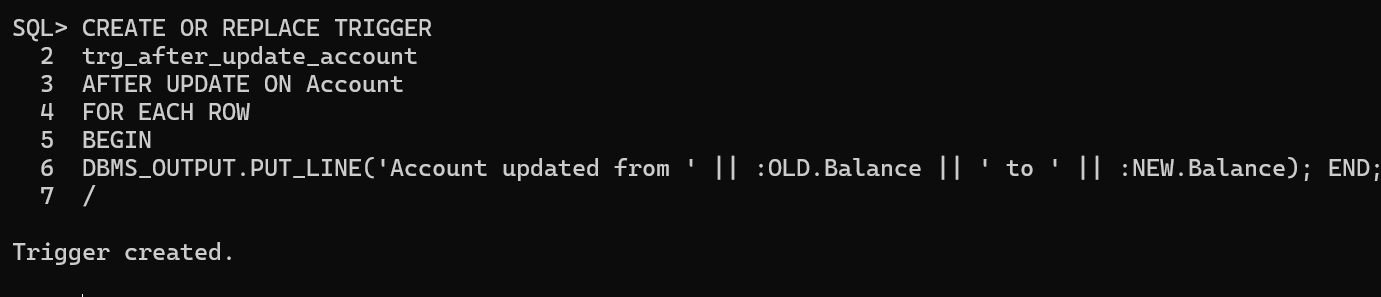 SQL> CREATE OR REPLACE TRIGGER
2 trg_after_update_account
3 AFTER UPDATE ON Account
4 FOR EACH ROW
5 BEGIN
6 DBMS_OUTPUT.PUT_LINE('Account updated from ' || :OLD.Balance || ' to ' || :NEW.Balance); END;
7 /
Trigger created.